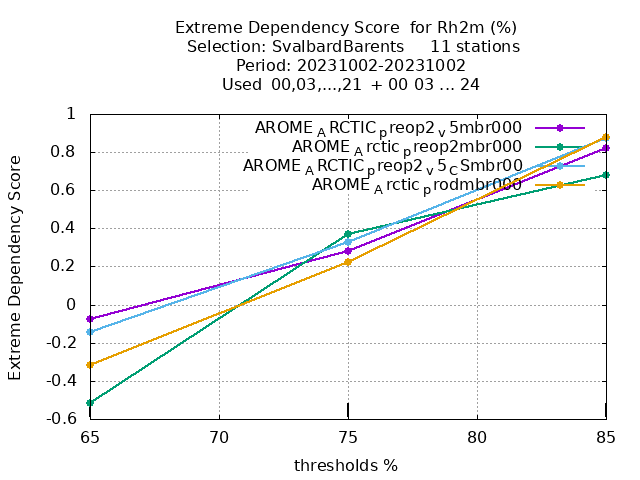 Extreme Dependency Score  for Rh2m (%)
Selection: SvalbardBarents     11 stations
Period: 20231002-20231002
Used  00,03,...,21  + 00 03 ... 24
Extreme Dependency Score
1
0.8
0.6
0.4
0.2
0
-0.2
-0.4
-0.6
AROME_ARCTIC_preop2_v5mbr000
AROME_Arctic_preop2mbr000
AROME_ARCTIC_preop2_v5_CSmbr00
AROME_Arctic_prodmbr000
65 70 75 80 85
thresholds %